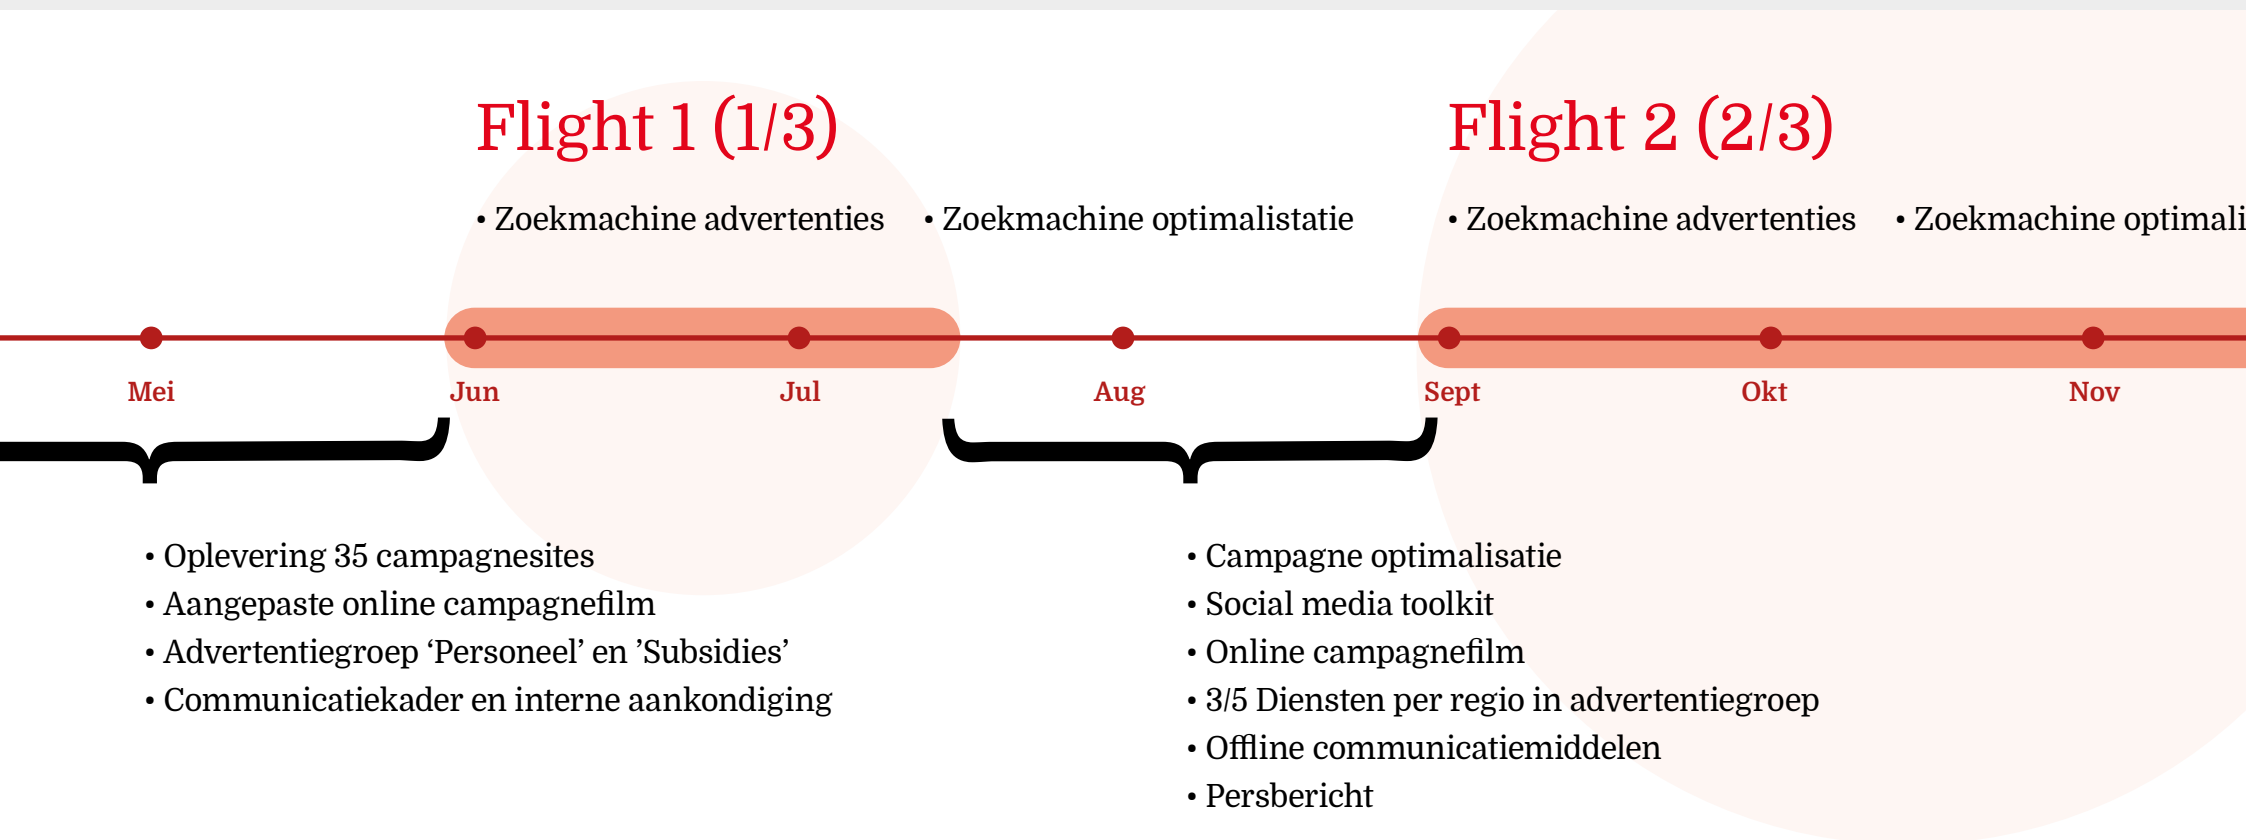 Flight 1 (1/3)
Flight 2 (2/3)
• Zoekmachine advertenties • Zoekmachine optimalistatie
• Zoekmachine advertenties • Zoekmachine optimali
Mei Jun Jul Aug Sept Okt Nov
• Oplevering 35 campagnesites
• Aangepaste online campagnefilm
• Advertentiegroep ‘Personeel’ en ’Subsidies’
• Communicatiekader en interne aankondiging
• Campagne optimalisatie
• Social media toolkit
• Online campagnefilm
• 3/5 Diensten per regio in advertentiegroep
• Offline communicatiemiddelen
• Persbericht